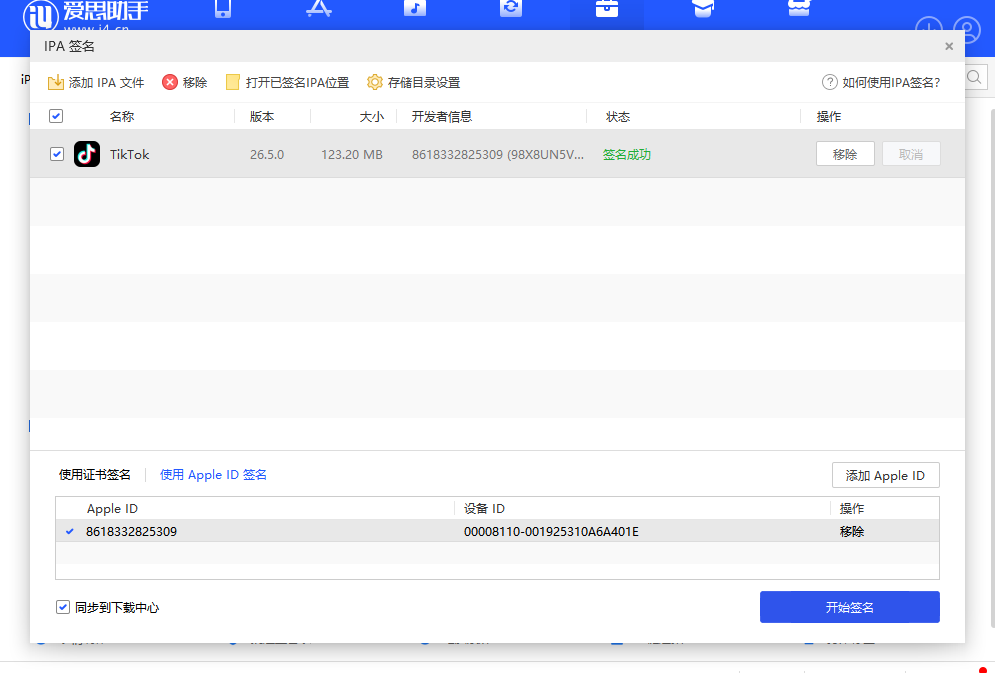 爱思助手
www.i4.cn
IPA 签名
添加 IPA 文件 移除 打开已签名IPA位置 存储目录设置 如何使用IPA签名?
名称 版本 大小 开发者信息 状态 操作
TikTok 26.5.0 123.20 MB 8618332825309 (98X8UN5V... 签名成功 移除 取消
使用证书签名 使用 Apple ID 签名 添加 Apple ID
Apple ID 设备 ID 操作
8618332825309 00008110-001925310A6A401E 移除
同步到下载中心 开始签名